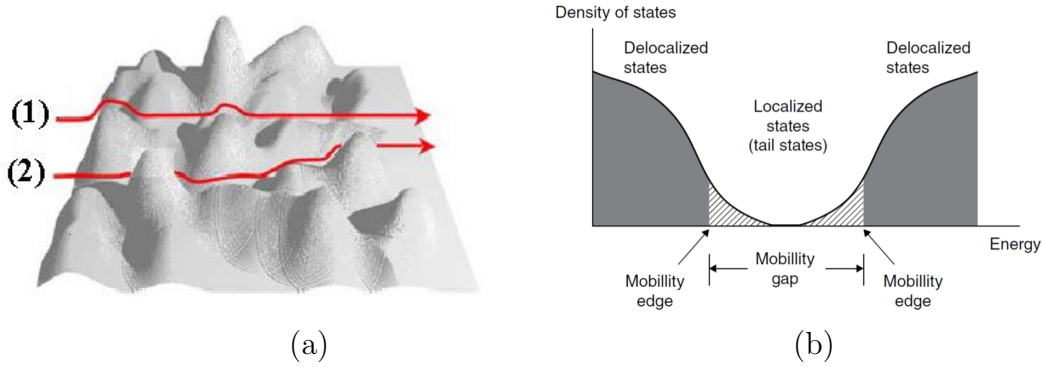 (1)
(2)
(a)
Density of states
Delocalized
states
Delocalized
states
Localized
states
(tail states)
Energy
Mobillity
edge
Mobillity
gap
Mobillity
edge
(b)